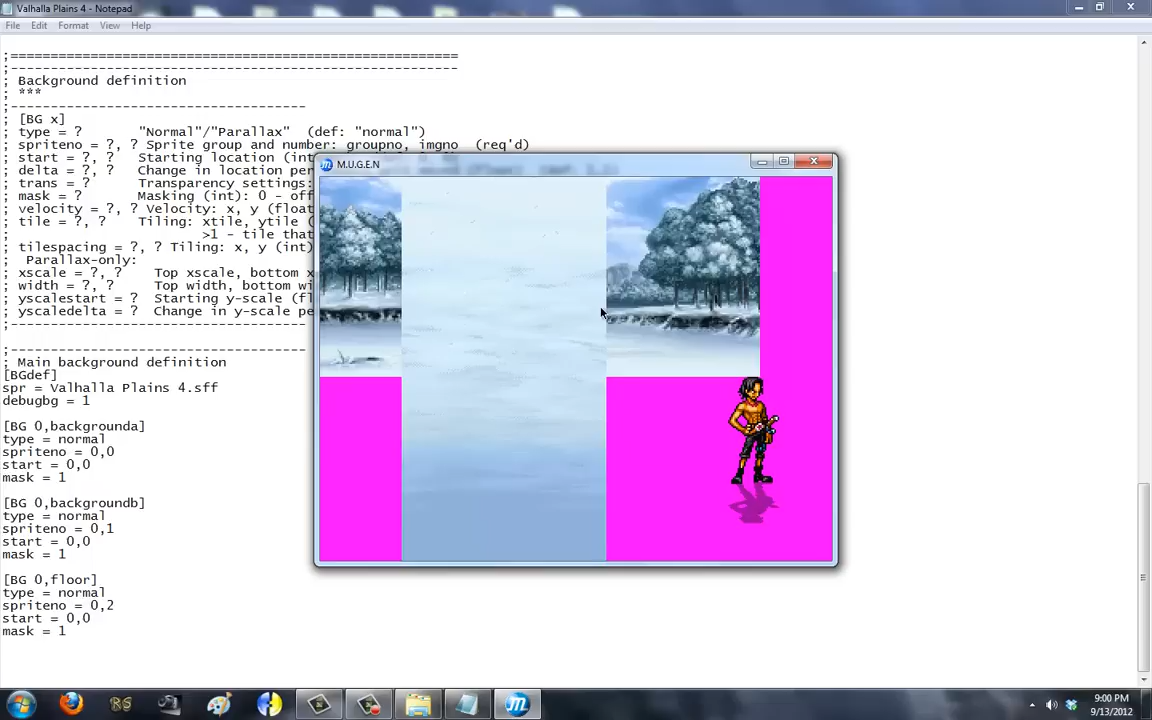 Valhalla Plains 4 - Notepad
File Edit Format View Help
;=====================================================
;-----------------------------------------------------
; Background definition
; ***
;-----------------------------------
; [BG x]
; type = ? "Normal"/"Parallax" (def: "normal")
; spriteno = ?, ? Sprite group and number: groupno, imgno (req'd)
; start = ?, ? Starting location (int
; delta = ?, ? Change in location per
; trans = ? Transparency settings:
; mask = ? Masking (int): 0 - off
; velocity = ?, ? Velocity: x, y (float
; tile = ?, ? Tiling: xtile, ytile (
; >1 - tile that
; tilespacing = ?, ? Tiling: x, y (int)
; Parallax-only:
; xscale = ?, ? Top xscale, bottom x
; width = ?, ? Top width, bottom wi
; yscalestart = ? Starting y-scale (fl
; yscaledelta = ? Change in y-scale pe
;-----------------------------------
;-----------------------------------
; Main background definition
[BGdef]
spr = Valhalla Plains 4.sff
debugbg = 1
[BG 0,backgrounda]
type = normal
spriteno = 0,0
start = 0,0
mask = 1
[BG 0,backgroundb]
type = normal
spriteno = 0,1
start = 0,0
mask = 1
[BG 0,floor]
type = normal
spriteno = 0,2
start = 0,0
mask = 1
M.U.G.E.N
9:00 PM
9/13/2012